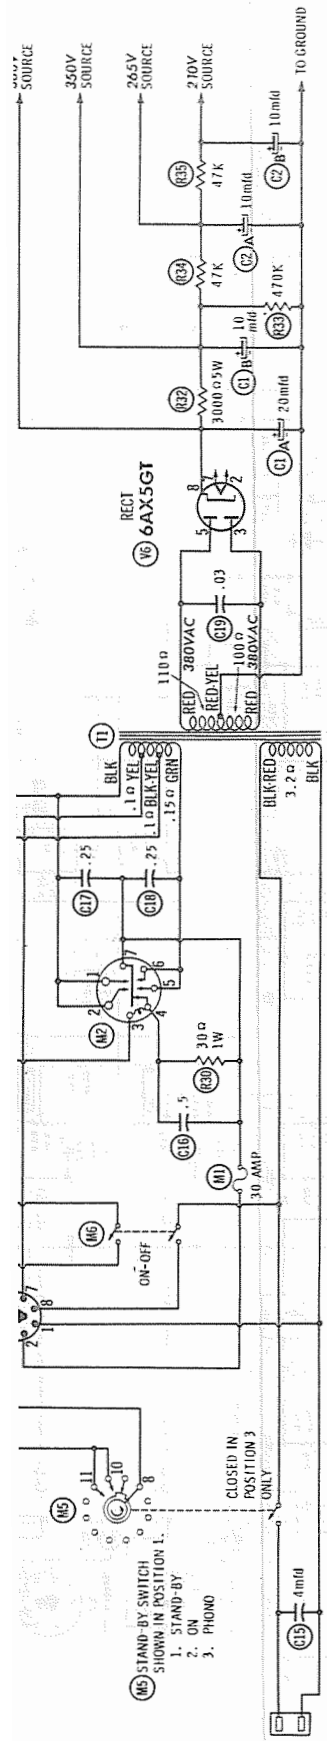 SOURCE
350V
SOURCE
265V
SOURCE
210V
SOURCE
TO GROUND
10mfd
C2
B
R35
47K
10mfd
C2
A
R34
47K
470K
R33
10
mfd
C1
B
R32
3000 Ω 5W
20mfd
C1
A
RECT
V6 6AX5GT
8
7
2
5
3
.03
C19
110Ω
380VAC
RED
RED-YEL
100Ω
380VAC
RED
T1
BLK
.1Ω YEL
.1Ω BLK-YEL
.15Ω GRN
BLK-RED
3.2Ω
BLK
.25
C17
.25
C18
1
2
3
4
5
6
7
M2
30Ω
1W
R30
.5
C16
M1
30 AMP
M6
ON-OFF
7
8
2
1
M5
11
10
8
CLOSED IN
POSITION 3
ONLY
M5 STAND-BY SWITCH
SHOWN IN POSITION 1.
1. STAND-BY
2. ON
3. PHONO
4mfd
C15